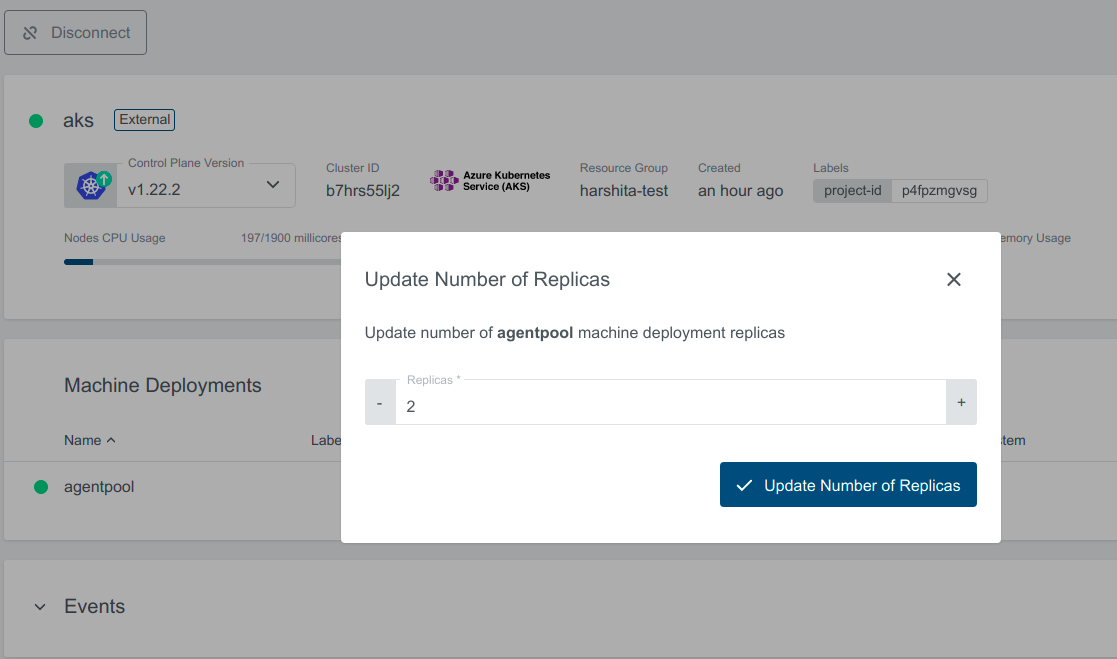 Disconnect
aks External
Control Plane Version
v1.22.2
Cluster ID
b7hrs55lj2
Azure Kubernetes
Service (AKS)
Resource Group
harshita-test
Created
an hour ago
Labels
project-id p4fpzmgvsg
Nodes CPU Usage 197/1900 millicores
emory Usage
Update Number of Replicas
Update number of agentpool machine deployment replicas
Replicas *
- 2 +
Update Number of Replicas
Machine Deployments
Name Labe stem
agentpool
Events